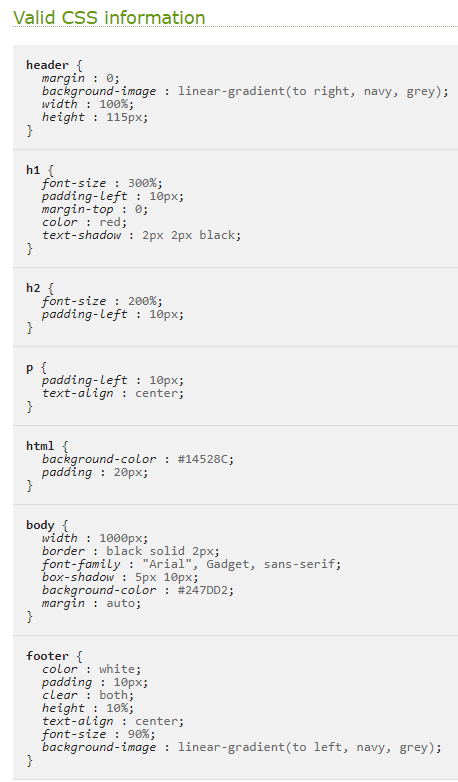 Valid CSS information
header {
margin : 0;
background-image : linear-gradient(to right, navy, grey);
width : 100%;
height : 115px;
}
h1 {
font-size : 300%;
padding-left : 10px;
margin-top : 0;
color : red;
text-shadow : 2px 2px black;
}
h2 {
font-size : 200%;
padding-left : 10px;
}
p {
padding-left : 10px;
text-align : center;
}
html {
background-color : #14528C;
padding : 20px;
}
body {
width : 1000px;
border : black solid 2px;
font-family : "Arial", Gadget, sans-serif;
box-shadow : 5px 10px;
background-color : #247DD2;
margin : auto;
}
footer {
color : white;
padding : 10px;
clear : both;
height : 10%;
text-align : center;
font-size : 90%;
background-image : linear-gradient(to left, navy, grey);
}